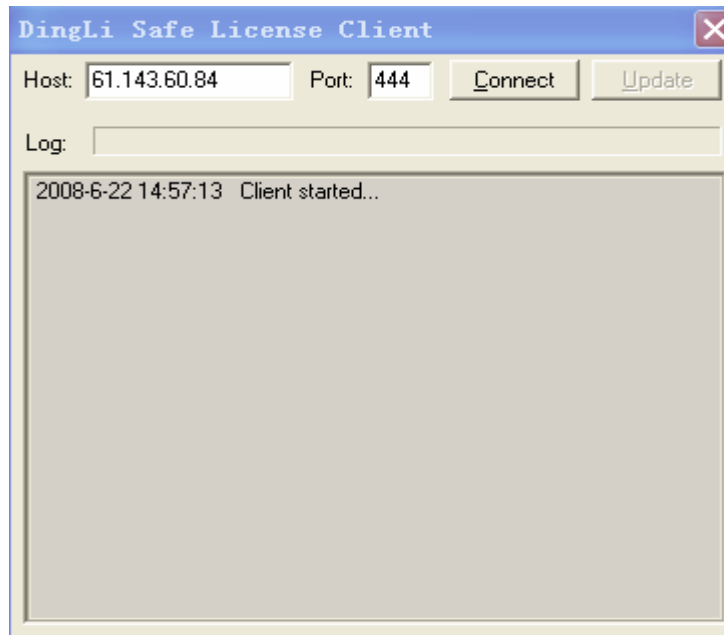 DingLi Safe License Client
Host: 61.143.60.84 Port: 444 Connect Update
Log:
2008-6-22 14:57:13 Client started...